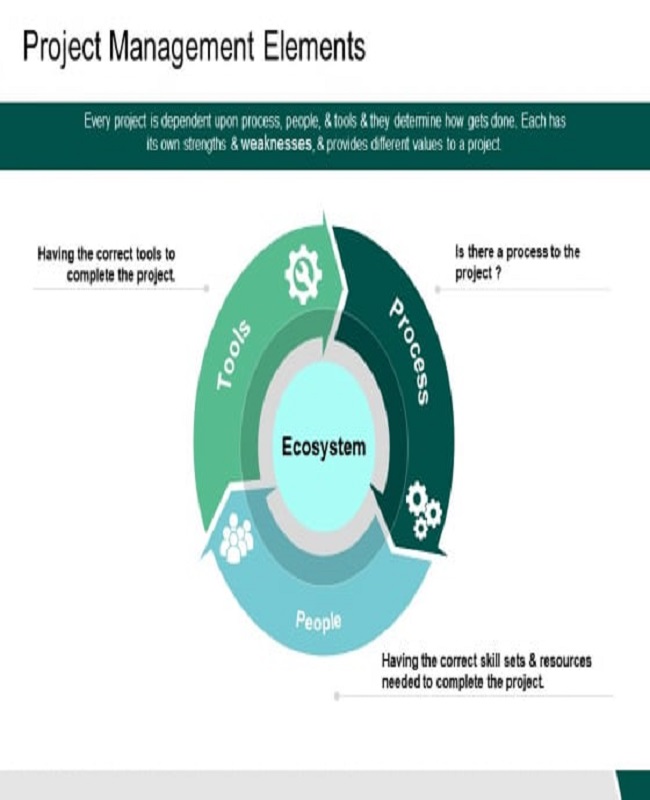 Project Management Elements
Every project is dependent upon process, people, & tools & they determine how gets done. Each has
its own strengths & weaknesses, & provides different values to a project.
Having the correct tools to
complete the project.
Is there a process to the
project ?
Tools
Process
Ecosystem
People
Having the correct skill sets & resources
needed to complete the project.